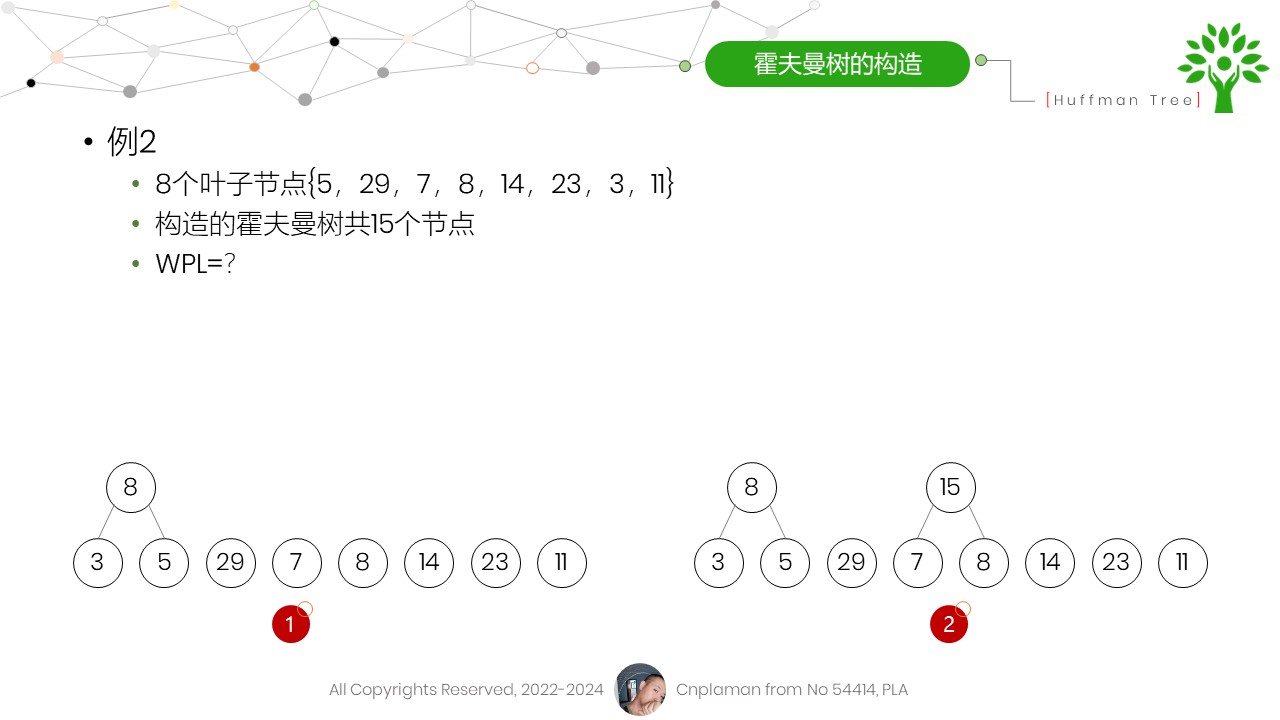 霍夫曼树的构造
[Huffman Tree]
• 例2
• 8个叶子节点{5，29，7，8，14，23，3，11}
• 构造的霍夫曼树共15个节点
• WPL=？
8
3 5 29 7 8 14 23 11
1
8 15
3 5 29 7 8 14 23 11
2
All Copyrights Reserved, 2022-2024 Cnplaman from No 54414, PLA